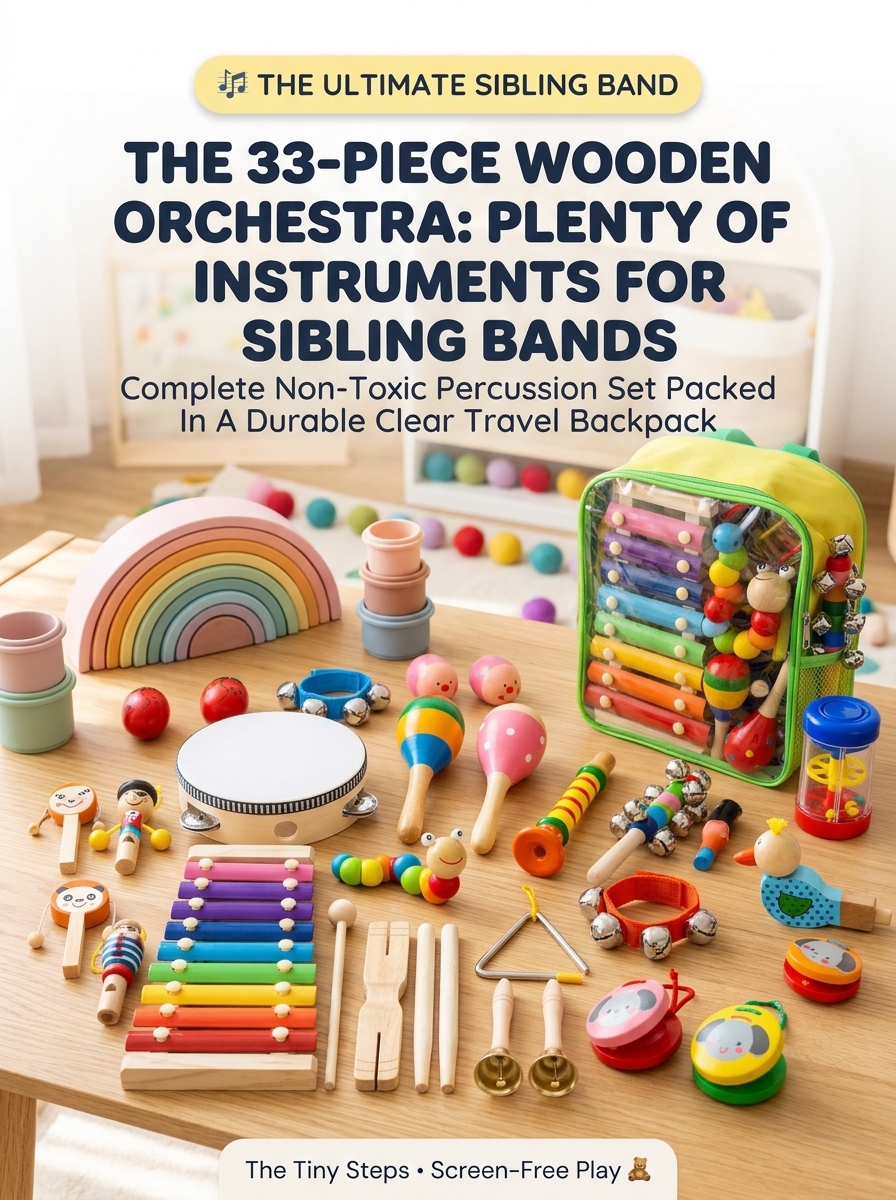 🎶 THE ULTIMATE SIBLING BAND
THE 33-PIECE WOODEN
ORCHESTRA: PLENTY OF
INSTRUMENTS FOR
SIBLING BANDS
Complete Non-Toxic Percussion Set Packed
In A Durable Clear Travel Backpack
The Tiny Steps • Screen-Free Play 🧸